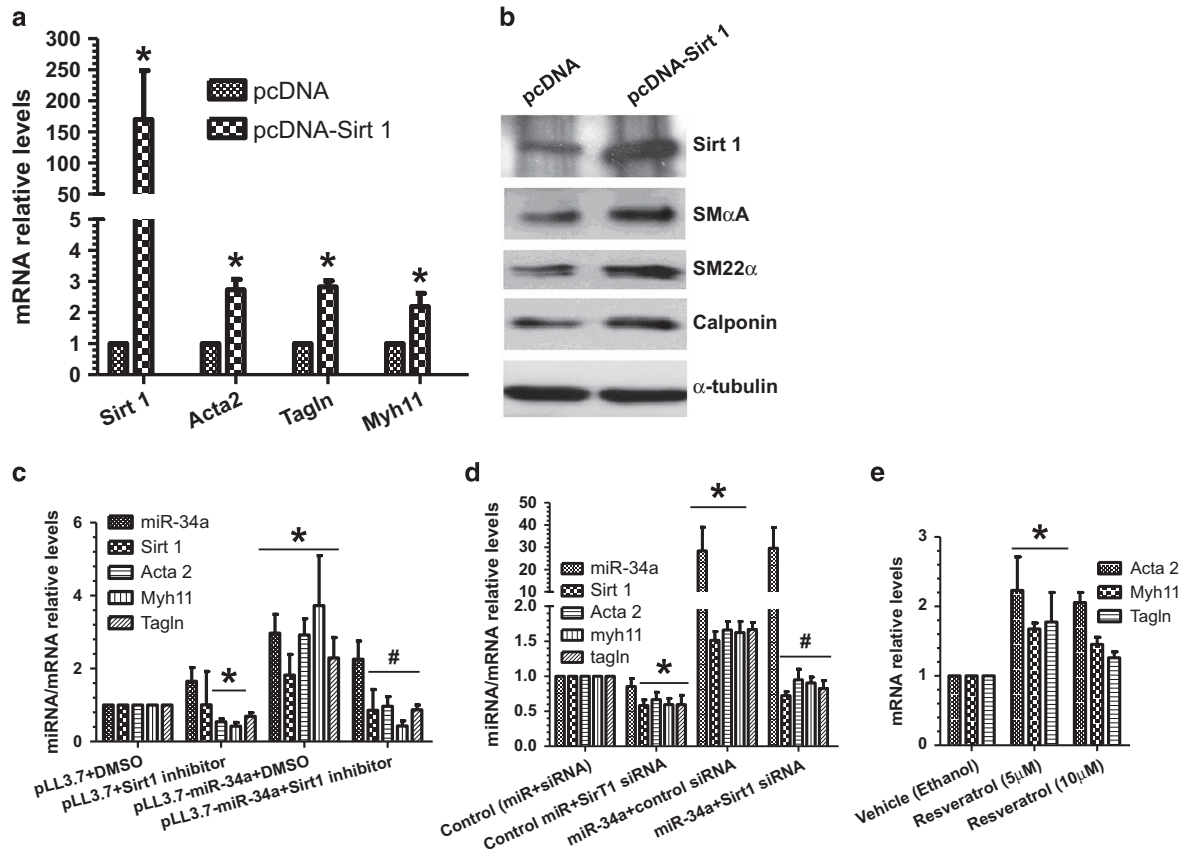 a
mRNA relative levels
300
250
200
150
100
50
5
4
3
2
1
0
*
*
*
*
pcDNA
pcDNA-Sirt 1
Sirt 1
Acta2
Tagln
Myh11
b
pcDNA
pcDNA-Sirt 1
Sirt 1
SMαA
SM22α
Calponin
α-tubulin
c
miRNA/mRNA relative levels
6
4
2
0
miR-34a
Sirt 1
Acta 2
Myh11
Tagln
*
*
#
pLL3.7+DMSO
pLL3.7+Sirt1 inhibitor
pLL3.7-miR-34a+DMSO
pLL3.7-miR-34a+Sirt1 inhibitor
d
miRNA/mRNA relative levels
50
40
30
20
10
2.0
1.5
1.0
0.5
0.0
miR-34a
Sirt 1
Acta 2
myh11
tagln
*
*
#
Control (miR+siRNA)
Control miR+SirT1 siRNA
miR-34a+control siRNA
miR-34a+Sirt1 siRNA
e
mRNA relative levels
3
2
1
0
*
Acta 2
Myh11
Tagln
Vehicle (Ethanol)
Resveratrol (5μM)
Resveratrol (10μM)